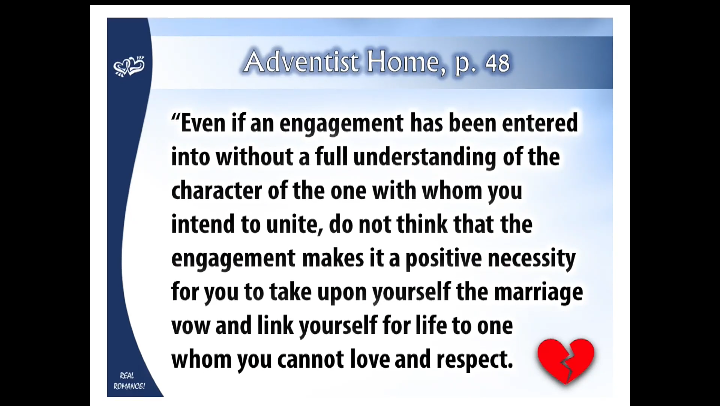 Adventist Home, p. 48
“Even if an engagement has been entered
into without a full understanding of the
character of the one with whom you
intend to unite, do not think that the
engagement makes it a positive necessity
for you to take upon yourself the marriage
vow and link yourself for life to one
whom you cannot love and respect.
REAL
ROMANCE!